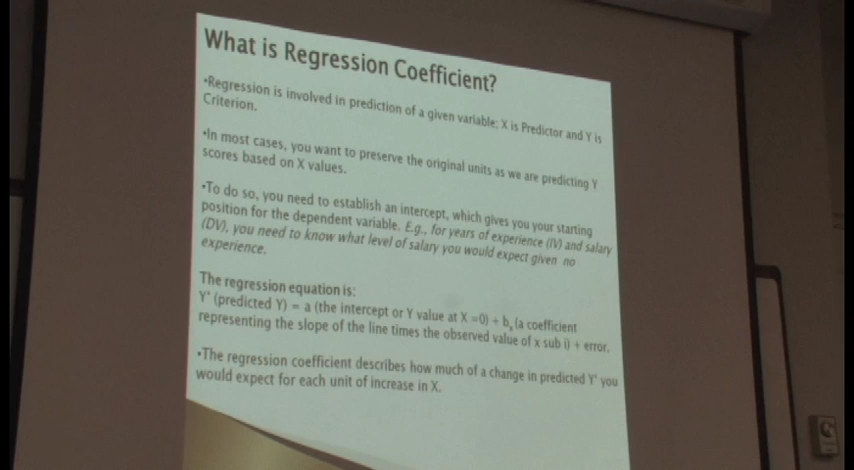 What is Regression Coefficient?
•Regression is involved in prediction of a given variable; X is Predictor and Y is
Criterion.
•In most cases, you want to preserve the original units as we are predicting Y
scores based on X values.
•To do so, you need to establish an intercept, which gives you your starting
position for the dependent variable. E.g., for years of experience (IV) and salary
(DV), you need to know what level of salary you would expect given no
experience.
The regression equation is:
Y' (predicted Y) = a (the intercept or Y value at X =0) + bx (a coefficient
representing the slope of the line times the observed value of x sub i) + error.
•The regression coefficient describes how much of a change in predicted Y' you
would expect for each unit of increase in X.